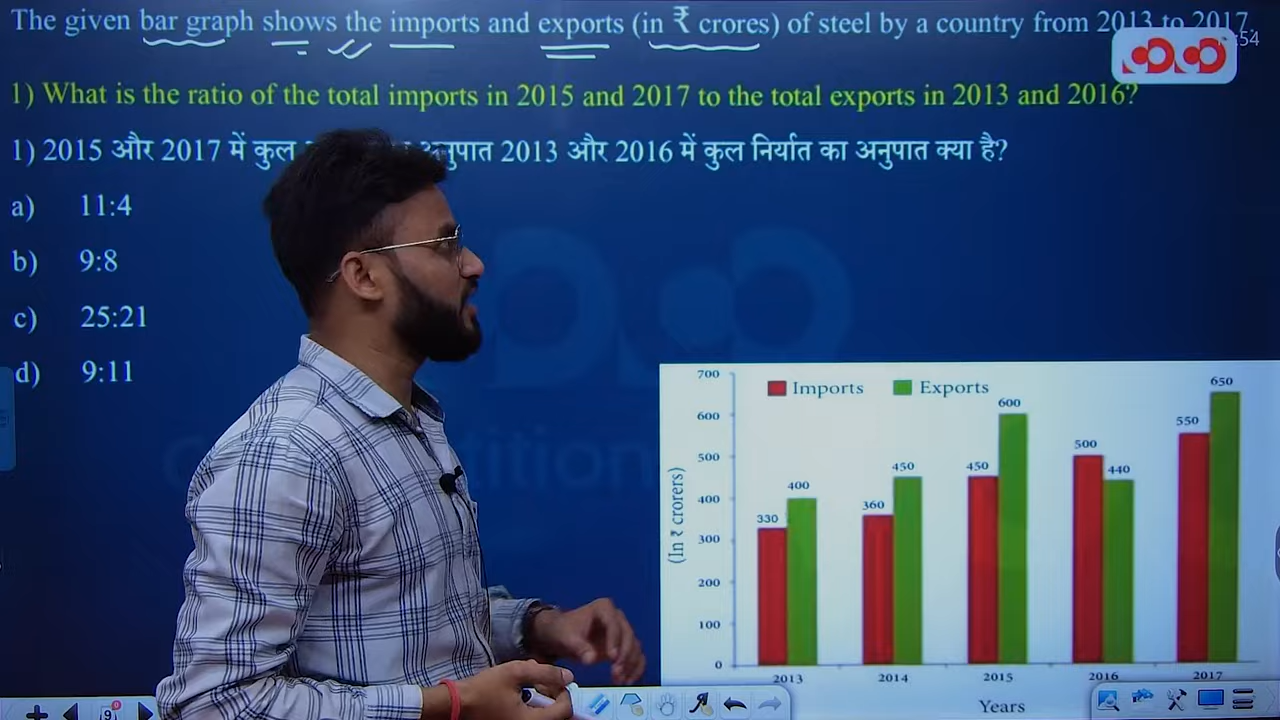 The given bar graph shows the imports and exports (in ₹ crores) of steel by a country from 2013 to 2017.
:54
1) What is the ratio of the total imports in 2015 and 2017 to the total exports in 2013 and 2016?
1) 2015 और 2017 में कुल अनुपात 2013 और 2016 में कुल निर्यात का अनुपात क्या है?
a) 11:4
b) 9:8
c) 25:21
d) 9:11
Imports Exports
700
600
500
400
300
200
100
0
(In ₹ crorers)
330 400
360 450
450 600
500 440
550 650
2013 2014 2015 2016 2017
Years
9